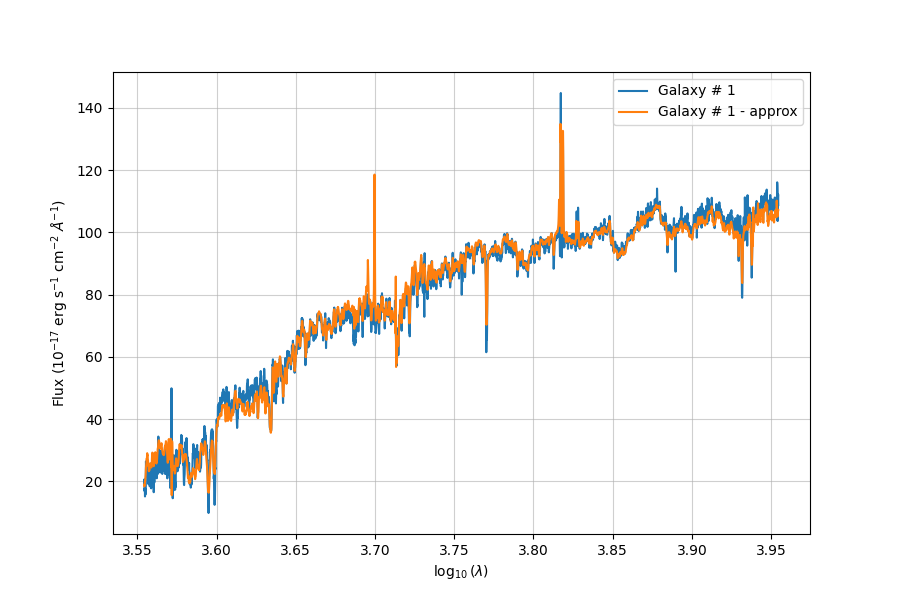 Galaxy # 1
Galaxy # 1 - approx
Flux (10⁻¹⁷ erg s⁻¹ cm⁻² Å⁻¹)
140
120
100
80
60
40
20
3.55 3.60 3.65 3.70 3.75 3.80 3.85 3.90 3.95
log₁₀(λ)